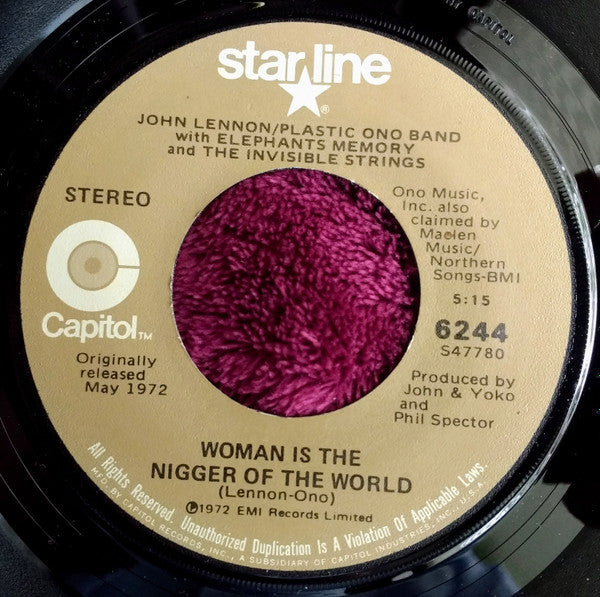 star line
®
JOHN LENNON/PLASTIC ONO BAND
with ELEPHANTS MEMORY
and THE INVISIBLE STRINGS
STEREO
Capitol TM
Originally
released
May 1972
Ono Music,
Inc. also
claimed by
Maclen
Music/
Northern
Songs-BMI
5:15
6244
S47780
Produced by
John & Yoko
and
Phil Spector
WOMAN IS THE
NIGGER OF THE WORLD
(Lennon-Ono)
℗1972 EMI Records Limited
All Rights Reserved. Unauthorized Duplication Is A Violation Of Applicable Laws.
MFD. BY CAPITOL RECORDS, INC., A SUBSIDIARY OF CAPITOL INDUSTRIES, INC., U.S.A.